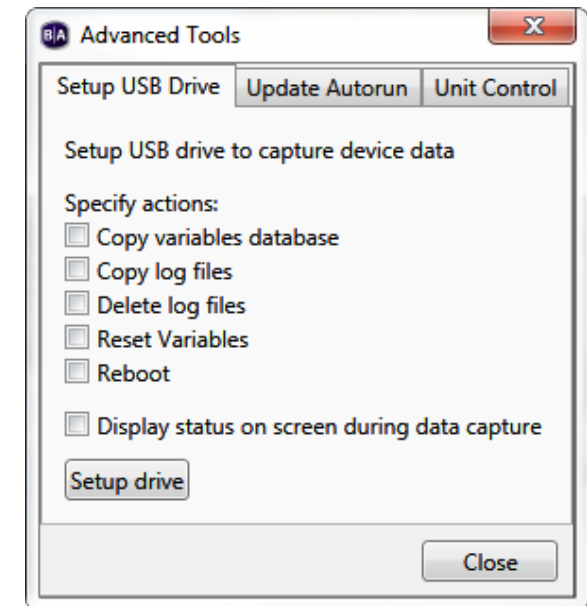 B A Advanced Tools
Setup USB Drive Update Autorun Unit Control
Setup USB drive to capture device data
Specify actions:
Copy variables database
Copy log files
Delete log files
Reset Variables
Reboot
Display status on screen during data capture
Setup drive
Close